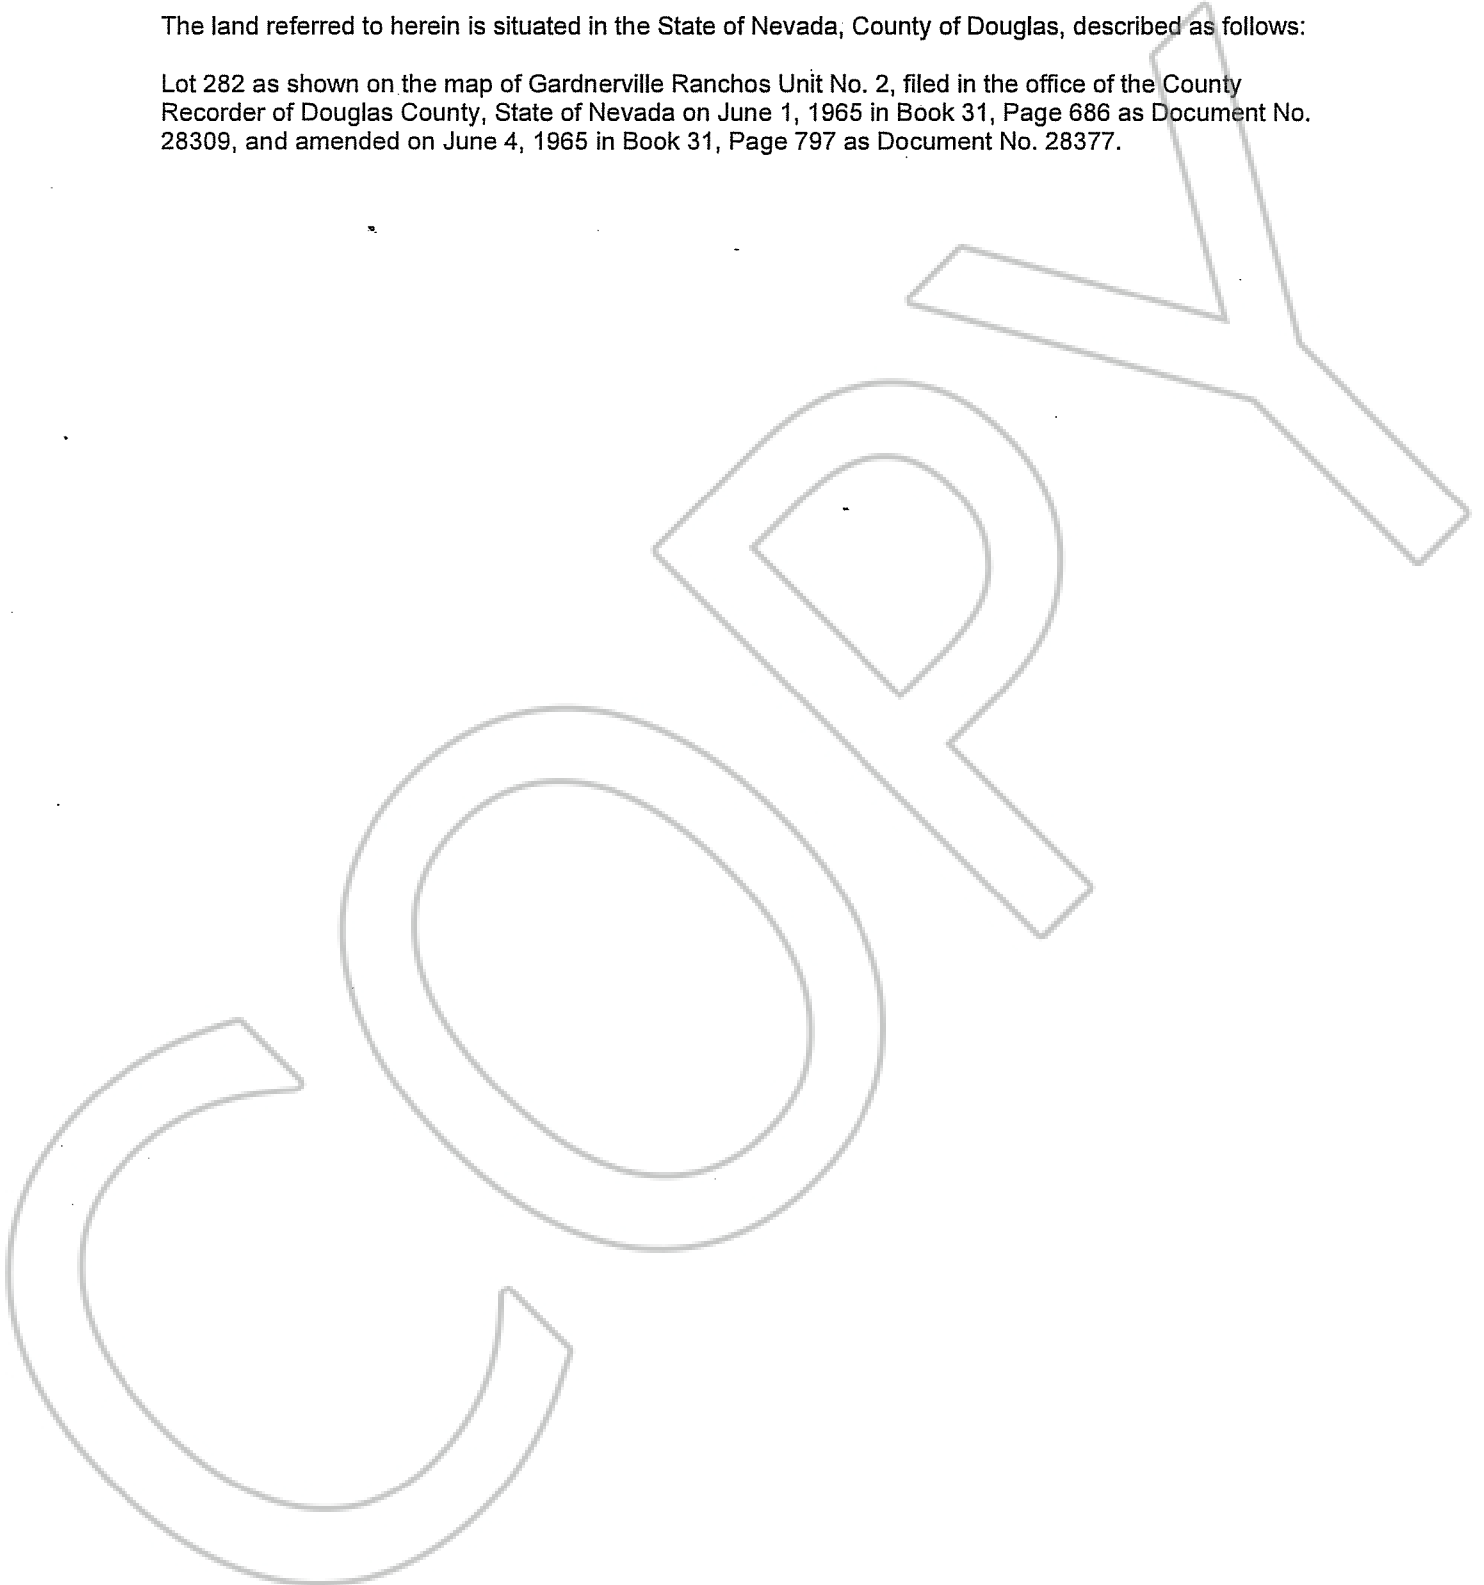 The land referred to herein is situated in the State of Nevada, County of Douglas, described as follows:
Lot 282 as shown on the map of Gardnerville Ranchos Unit No. 2, filed in the office of the County
Recorder of Douglas County, State of Nevada on June 1, 1965 in Book 31, Page 686 as Document No.
28309, and amended on June 4, 1965 in Book 31, Page 797 as Document No. 28377.
COPY